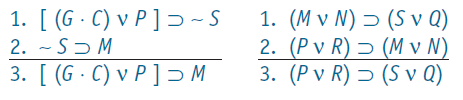 1. [ (G · C) v P ] ⊃ ~ S
2. ~ S ⊃ M
3. [ (G · C) v P ] ⊃ M
1. (M v N) ⊃ (S v Q)
2. (P v R) ⊃ (M v N)
3. (P v R) ⊃ (S v Q)